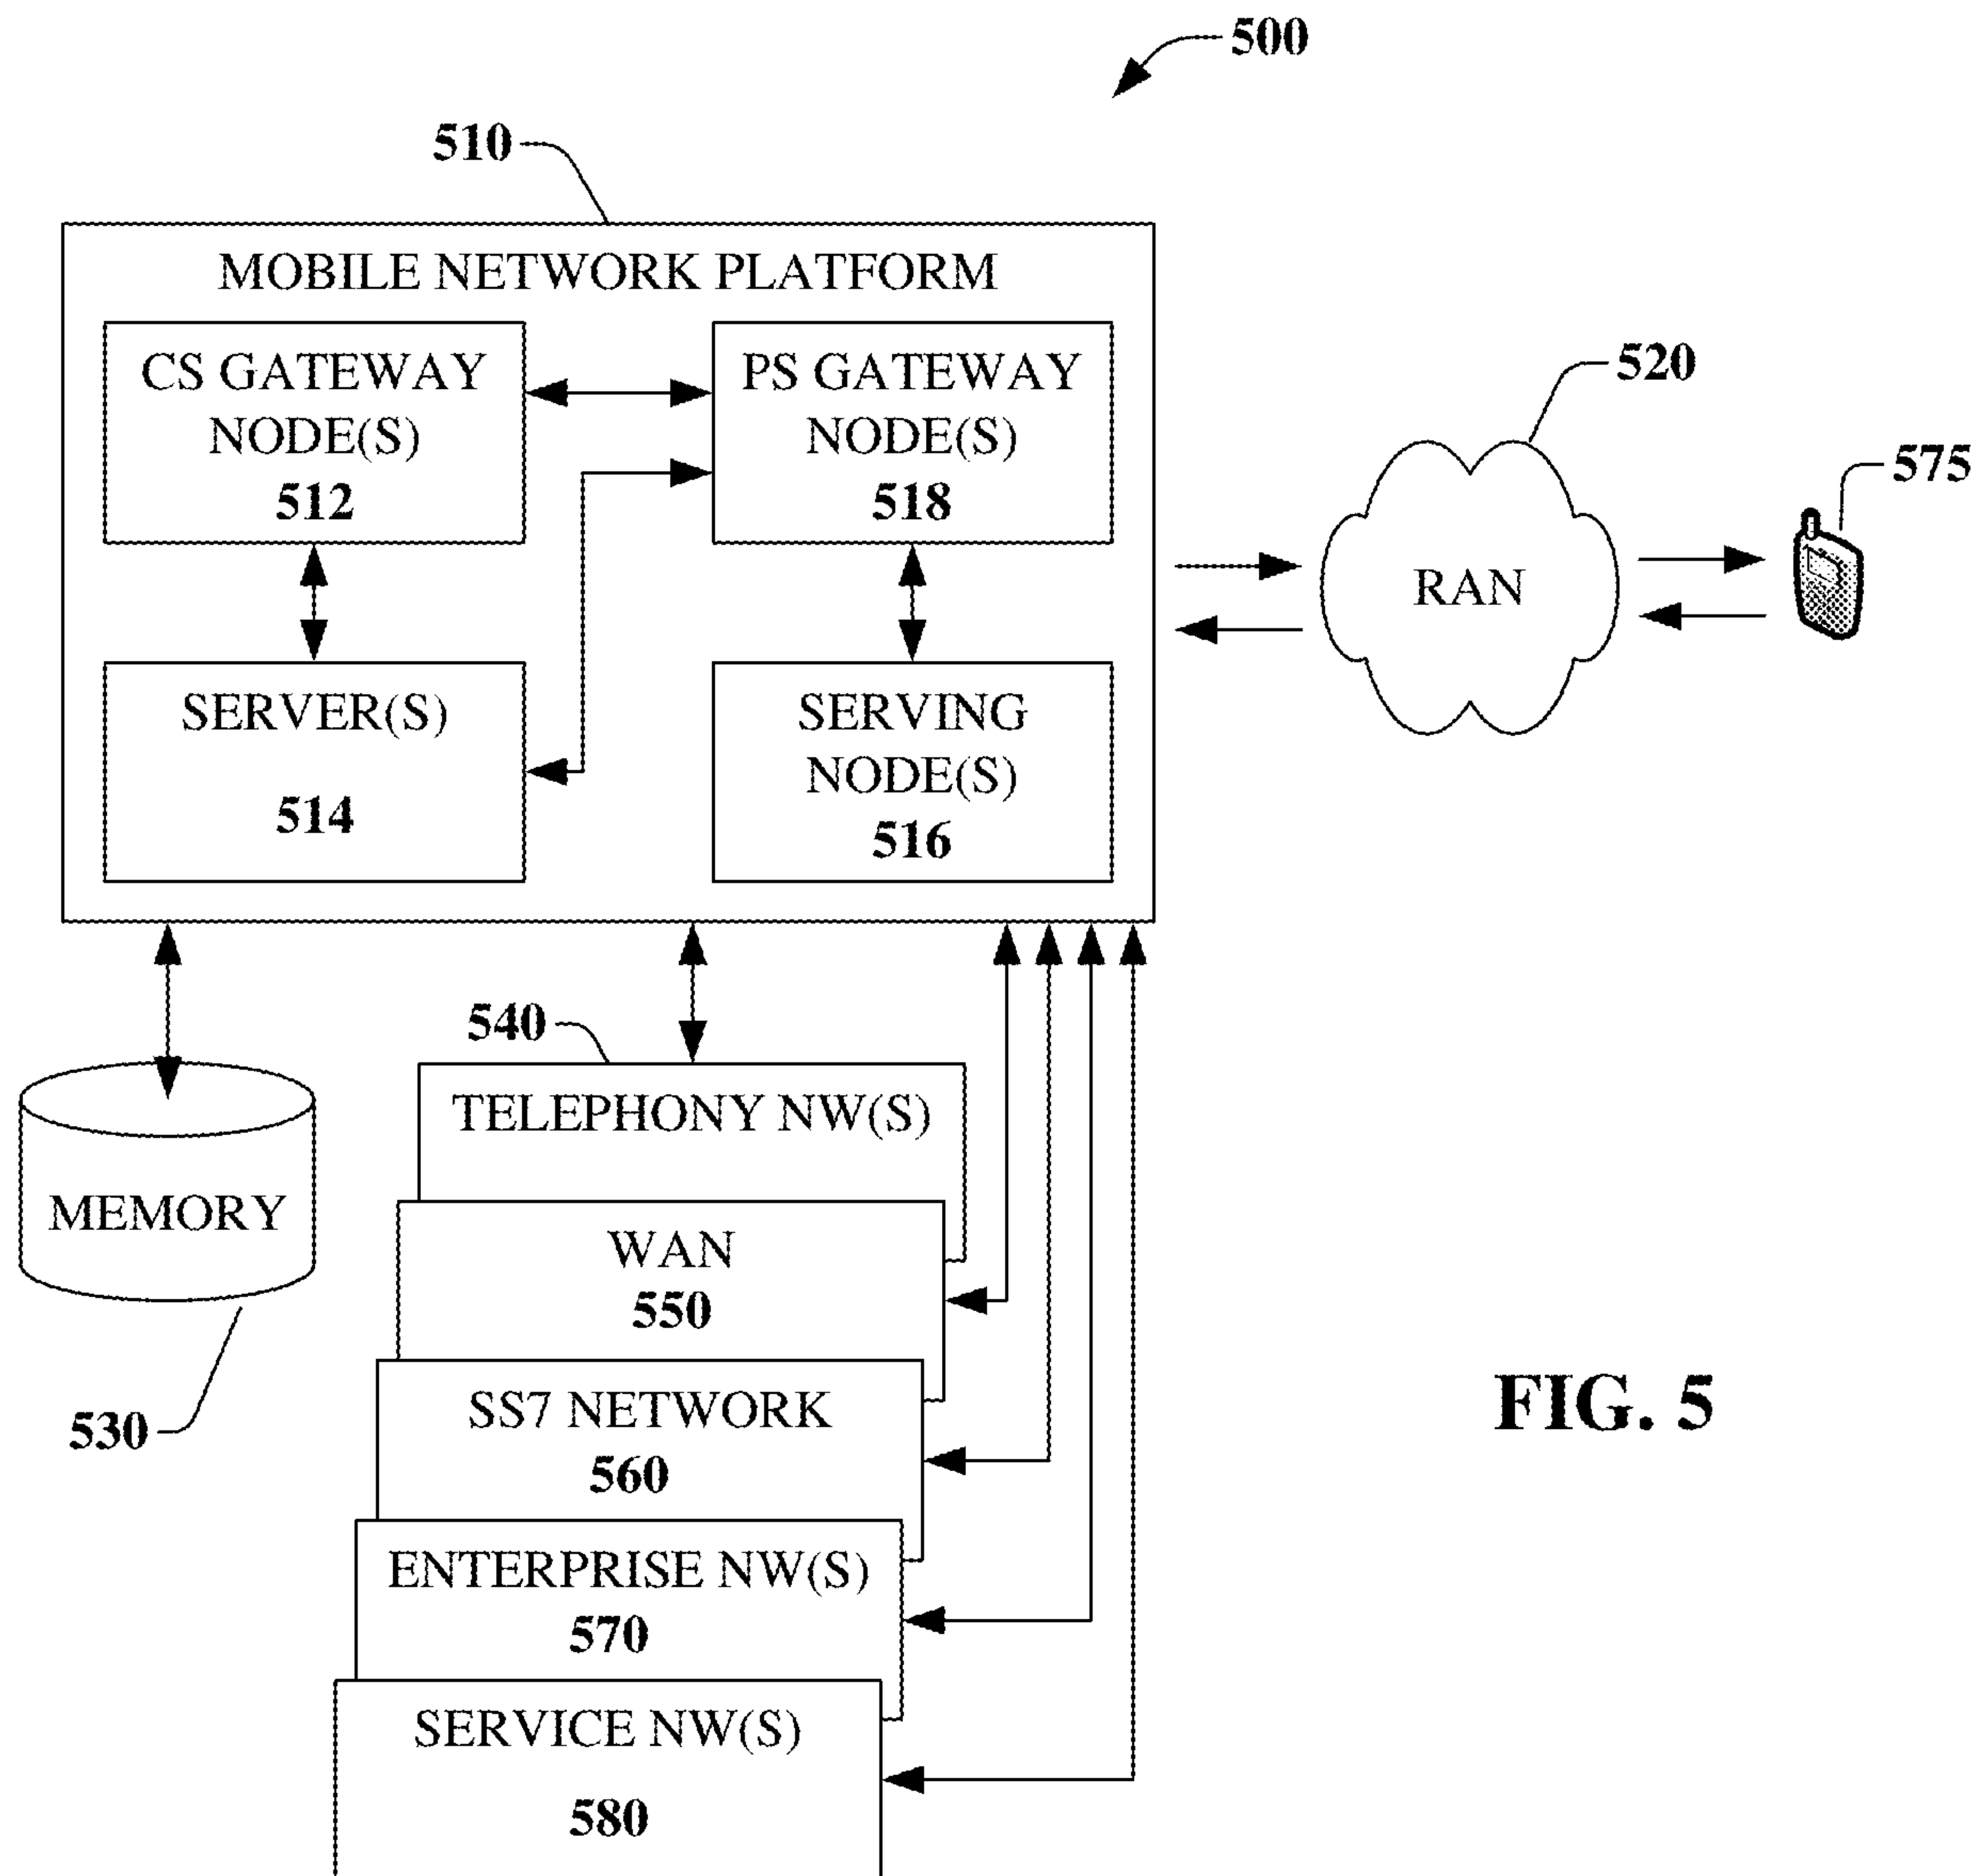 500
510
MOBILE NETWORK PLATFORM
CS GATEWAY
NODE(S)
512
PS GATEWAY
NODE(S)
518
SERVER(S)
514
SERVING
NODE(S)
516
520
RAN
575
540
TELEPHONY NW(S)
MEMORY
530
WAN
550
SS7 NETWORK
560
ENTERPRISE NW(S)
570
SERVICE NW(S)
580
FIG. 5